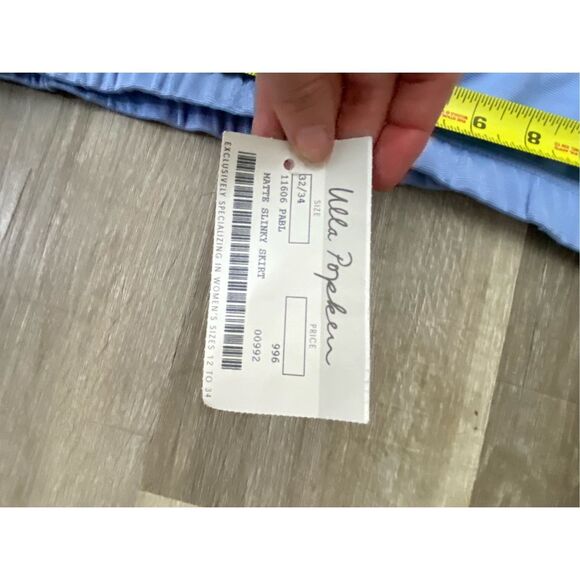 Ulla Popken
SIZE
PRICE
32/34
11606 PABL
996
MATTE SLINKY SKIRT
00992
EXCLUSIVELY SPECIALIZING IN WOMEN'S SIZES 12 TO 34
9
8